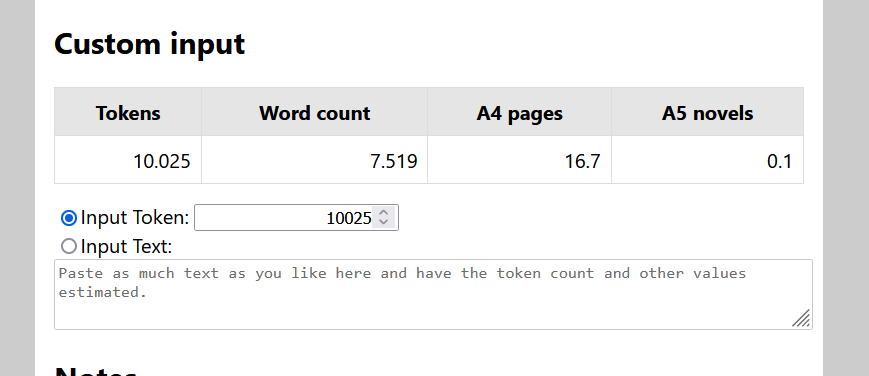 Custom input
Tokens Word count A4 pages A5 novels
10.025 7.519 16.7 0.1
Input Token: 10025
Input Text:
Paste as much text as you like here and have the token count and other values
estimated.
Notes